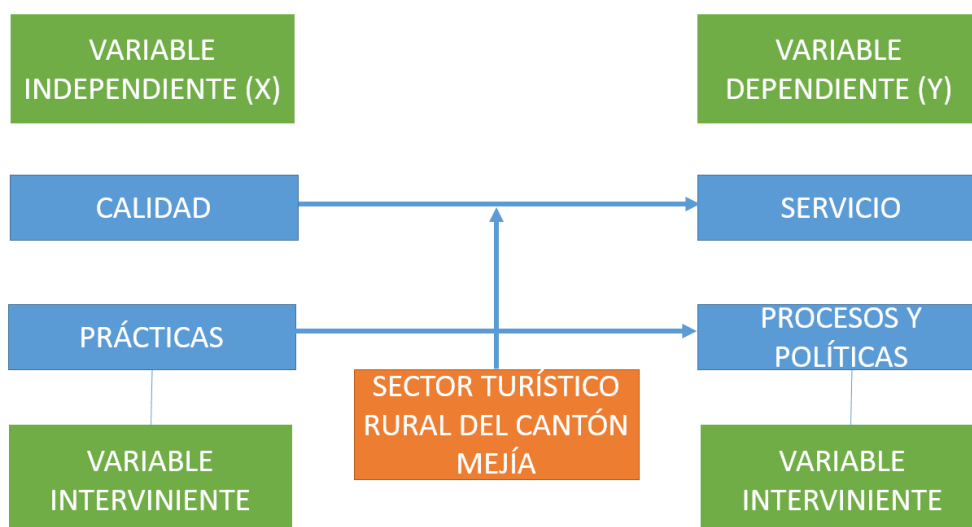 VARIABLE
INDEPENDIENTE (X)
VARIABLE
DEPENDIENTE (Y)
CALIDAD
SERVICIO
PRÁCTICAS
PROCESOS Y
POLÍTICAS
SECTOR TURÍSTICO
RURAL DEL CANTÓN
MEJÍA
VARIABLE
INTERVINIENTE
VARIABLE
INTERVINIENTE